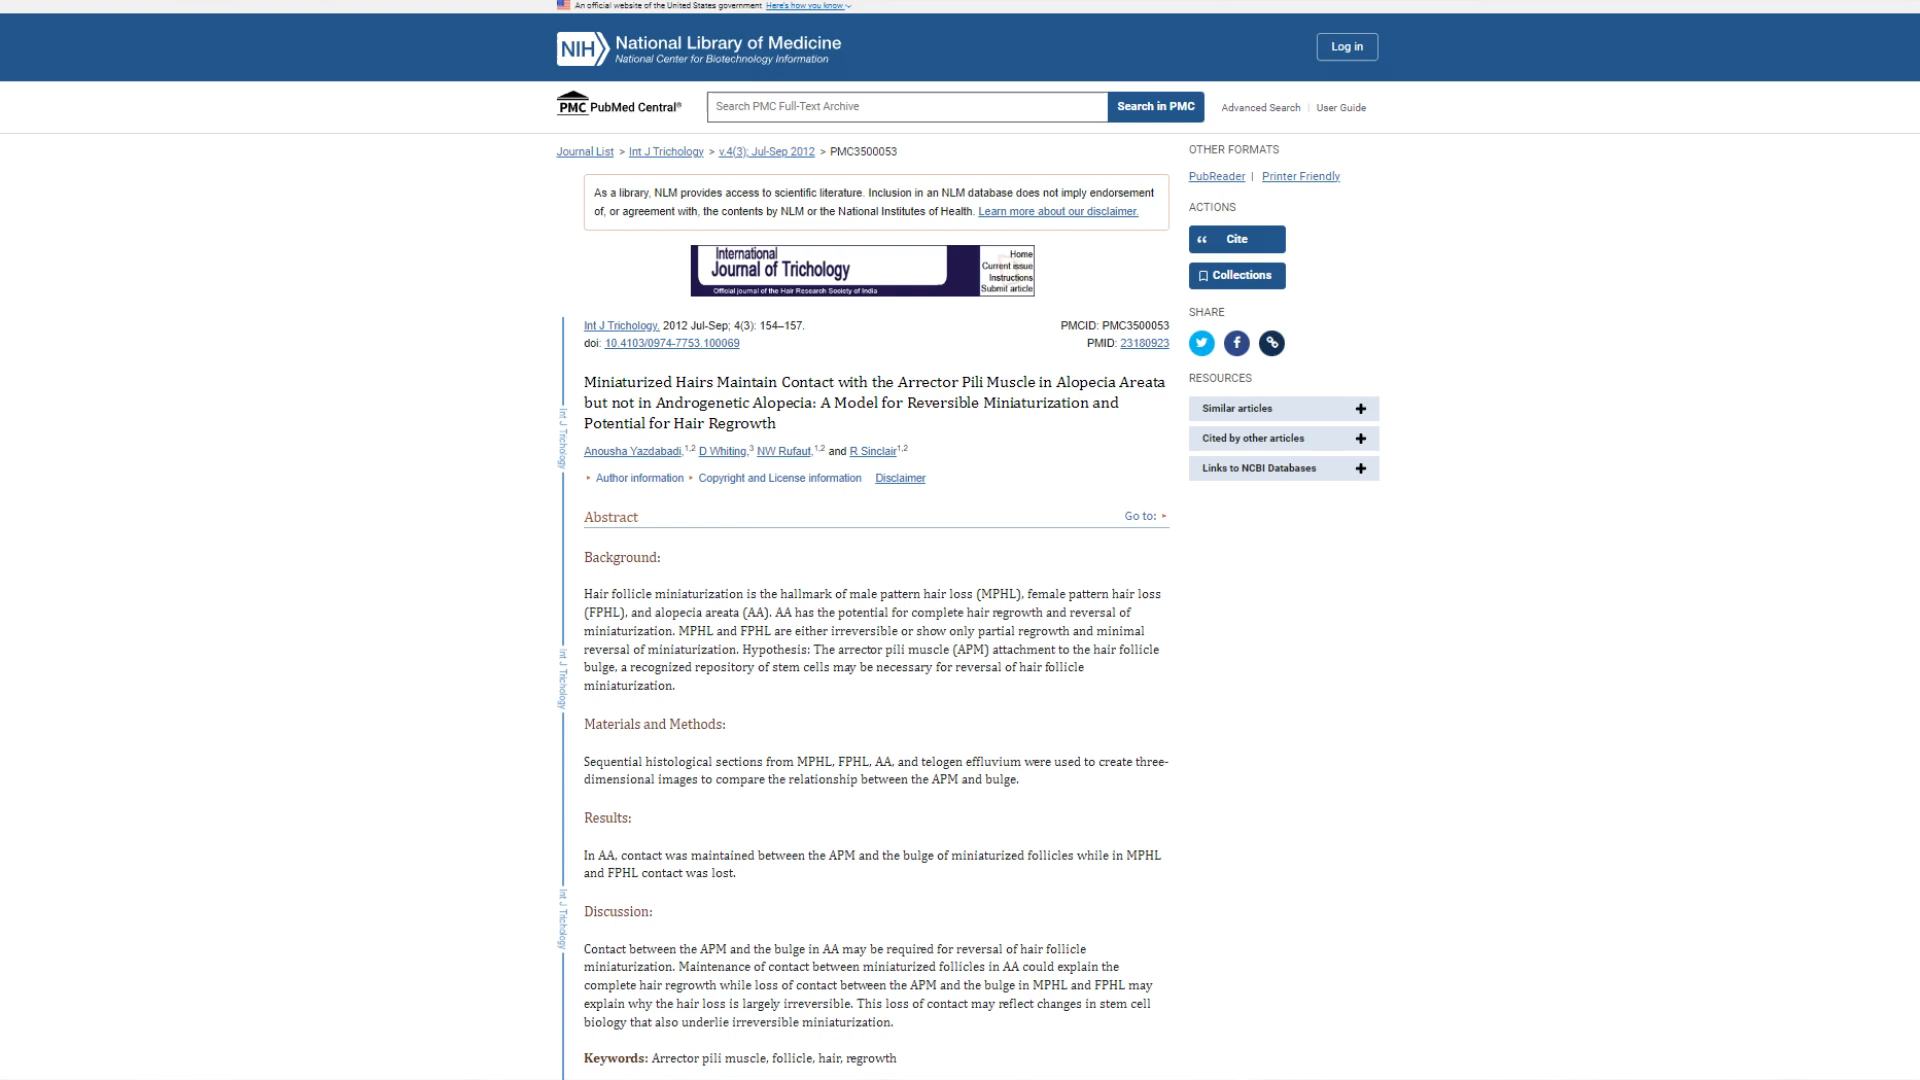 An official website of the United States government Here's how you know
NIH National Library of Medicine
National Center for Biotechnology Information
Log in
PMC PubMed Central®
Search PMC Full-Text Archive
Search in PMC
Advanced Search | User Guide
Journal List > Int J Trichology > v.4(3); Jul-Sep 2012 > PMC3500053
As a library, NLM provides access to scientific literature. Inclusion in an NLM database does not imply endorsement
of, or agreement with, the contents by NLM or the National Institutes of Health. Learn more about our disclaimer.
International
Journal of Trichology
Official journal of the Hair Research Society of India
Home
Current issue
Instructions
Submit article
Int J Trichology. 2012 Jul-Sep; 4(3): 154–157.
doi: 10.4103/0974-7753.100069
PMCID: PMC3500053
PMID: 23180923
Miniaturized Hairs Maintain Contact with the Arrector Pili Muscle in Alopecia Areata
but not in Androgenetic Alopecia: A Model for Reversible Miniaturization and
Potential for Hair Regrowth
Anousha Yazdabadi,1,2 D Whiting,3 NW Rufaut,1,2 and R Sinclair1,2
Author information Copyright and License information Disclaimer
Abstract
Go to:
Background:
Hair follicle miniaturization is the hallmark of male pattern hair loss (MPHL), female pattern hair loss
(FPHL), and alopecia areata (AA). AA has the potential for complete hair regrowth and reversal of
miniaturization. MPHL and FPHL are either irreversible or show only partial regrowth and minimal
reversal of miniaturization. Hypothesis: The arrector pili muscle (APM) attachment to the hair follicle
bulge, a recognized repository of stem cells may be necessary for reversal of hair follicle
miniaturization.
Materials and Methods:
Sequential histological sections from MPHL, FPHL, AA, and telogen effluvium were used to create three-
dimensional images to compare the relationship between the APM and bulge.
Results:
In AA, contact was maintained between the APM and the bulge of miniaturized follicles while in MPHL
and FPHL contact was lost.
Discussion:
Contact between the APM and the bulge in AA may be required for reversal of hair follicle
miniaturization. Maintenance of contact between miniaturized follicles in AA could explain the
complete hair regrowth while loss of contact between the APM and the bulge in MPHL and FPHL may
explain why the hair loss is largely irreversible. This loss of contact may reflect changes in stem cell
biology that also underlie irreversible miniaturization.
Keywords: Arrector pili muscle, follicle, hair, regrowth
Int J Trichology
Int J Trichology
Int J Trichology
OTHER FORMATS
PubReader | Printer Friendly
ACTIONS
Cite
Collections
SHARE
RESOURCES
Similar articles
Cited by other articles
Links to NCBI Databases